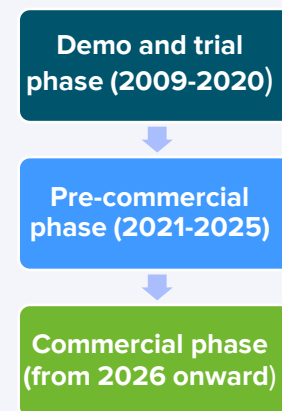 Demo and trial
phase (2009-2020)
Pre-commercial
phase (2021-2025)
Commercial phase
(from 2026 onward)